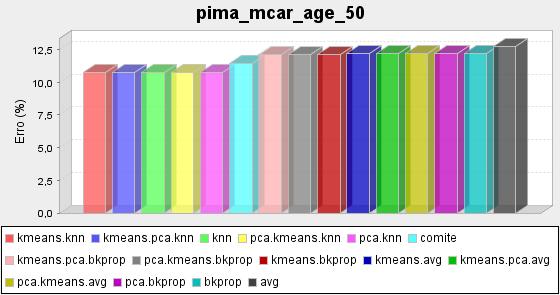 pima_mcar_age_50
Erro (%)
12,5
10,0
7,5
5,0
2,5
0,0
kmeans.knn kmeans.pca.knn knn pca.kmeans.knn pca.knn comite
kmeans.pca.bkprop pca.kmeans.bkprop kmeans.bkprop kmeans.avg kmeans.pca.avg
pca.kmeans.avg pca.bkprop bkprop avg